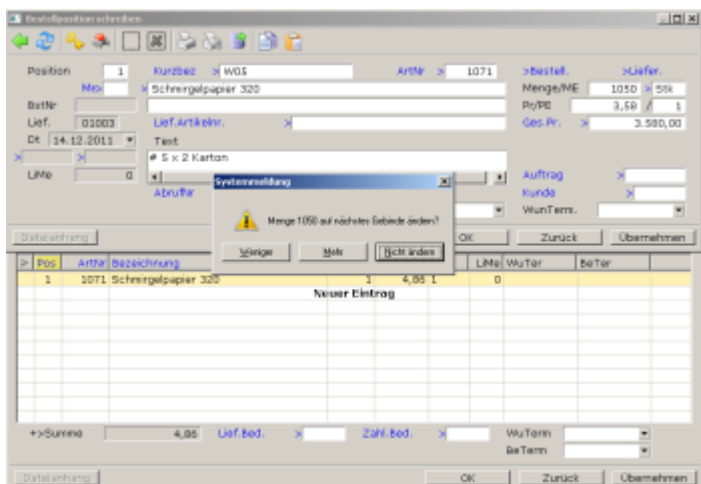 Bestellposition schreiben
Position 1 Kurzbez > W05 ArtNr > 1071 >Bestell. >Liefer.
Me> > Schmirgelpapier 320 Menge/ME 1050 > Stk
BstNr Pr/PE 3,58 / 1
Lief. 01003 Lief.Artikelnr. > Ges.Pr. > 3.580,00
Dt 14.12.2011 Text
> > # 5 x 2 Karton
LiMe 0 Auftrag >
AbrufNr Kunde >
WunTerm.
Systemmeldung
Menge 1050 auf nächstes Gebinde ändern?
Weniger Mehr Nicht ändern
Dateianhang OK Zurück Übernehmen
> Pos ArtNr Bezeichnung LiMe WuTer BeTer
1 1071 Schmirgelpapier 320 1 4,86 1 0
Neuer Eintrag
+>Summe 4,86 Lief.Bed. > Zahl.Bed. > WuTerm
BeTerm
Dateianhang OK Zurück Übernehmen